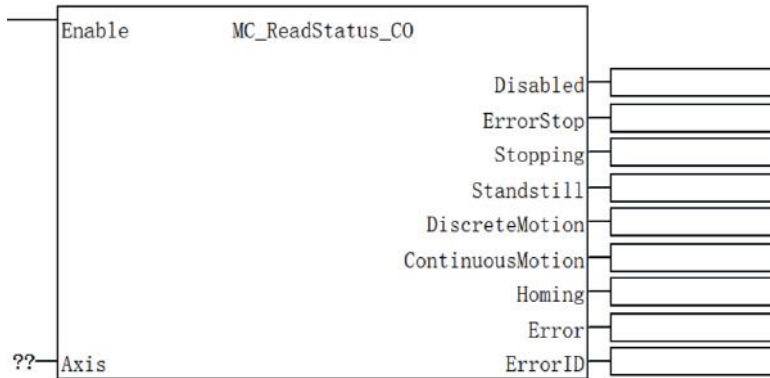 Enable MC_ReadStatus_CO
Disabled
ErrorStop
Stopping
Standstill
DiscreteMotion
ContinuousMotion
Homing
Error
?? Axis ErrorID